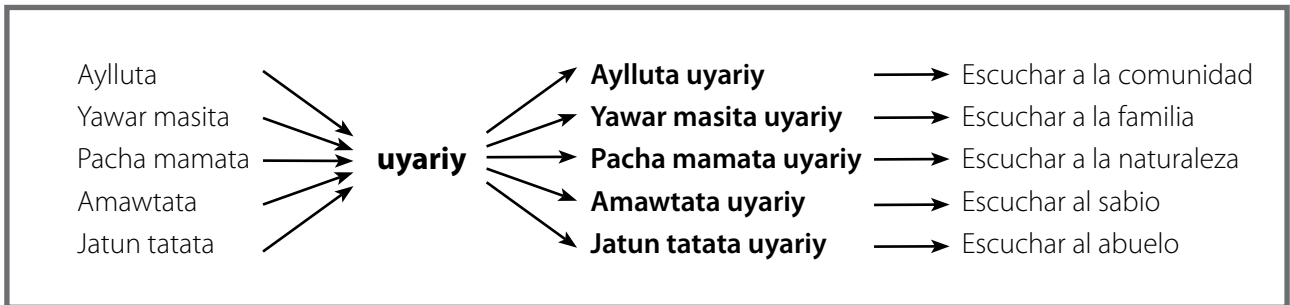 Aylluta Aylluta uyariy Escuchar a la comunidad
Yawar masita Yawar masita uyariy Escuchar a la familia
Pacha mamata uyariy Pacha mamata uyariy Escuchar a la naturaleza
Amawtata Amawtata uyariy Escuchar al sabio
Jatun tatata Jatun tatata uyariy Escuchar al abuelo